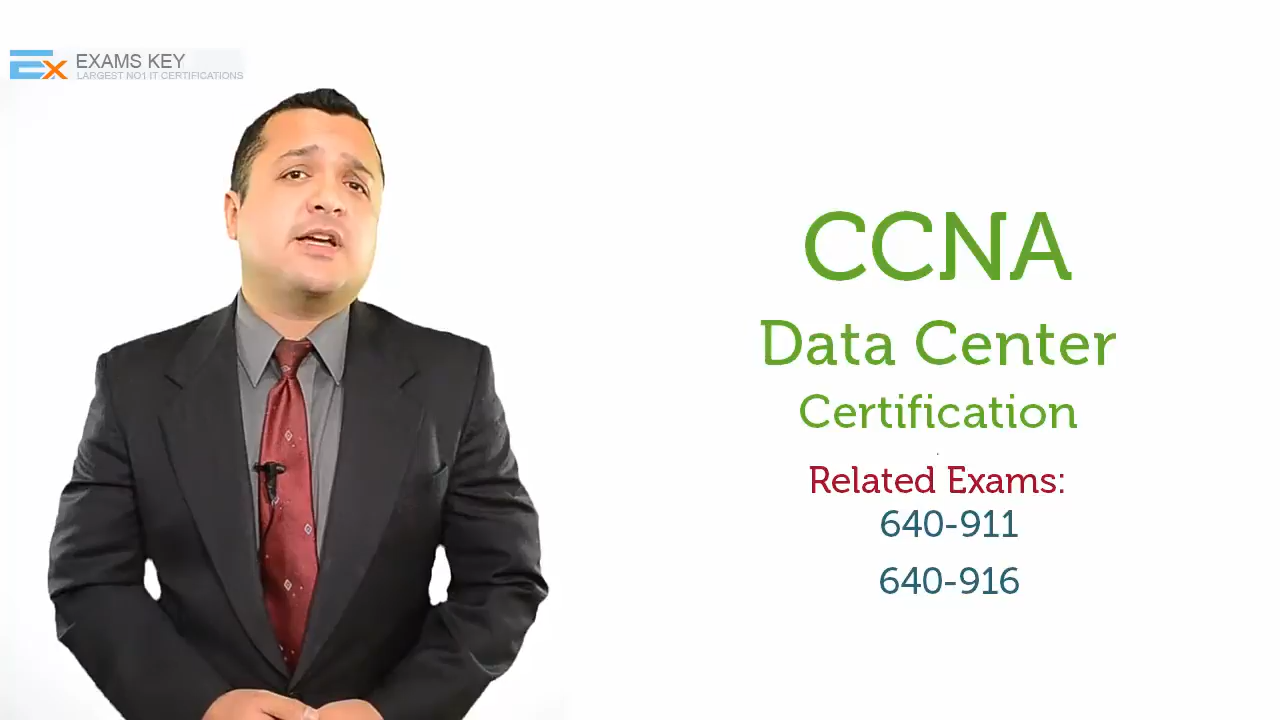 EXAMS KEY
LARGEST NO1 IT CERTIFICATIONS
CCNA
Data Center
Certification
Related Exams:
640-911
640-916